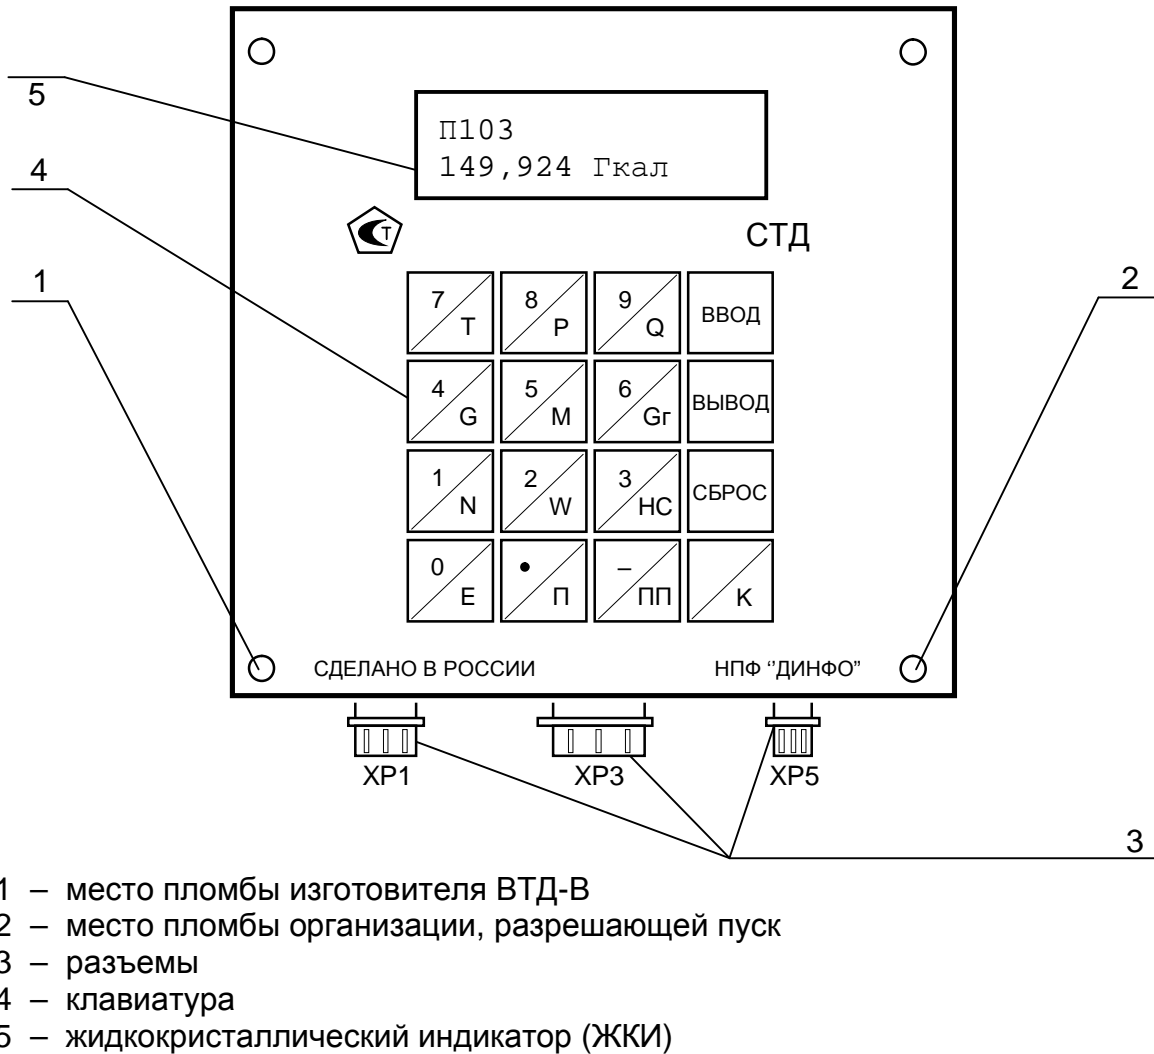 5
П103
149,924 Гкал
4
Т
СТД
1
2
7 T
8 P
9 Q
ВВОД
4 G
5 M
6 Gг
ВЫВОД
1 N
2 W
3 НС
СБРОС
0 E
• П
– ПП
К
СДЕЛАНО В РОССИИ
НПФ ‘’ДИНФО”
XP1
XP3
XP5
3
1 – место пломбы изготовителя ВТД-В
2 – место пломбы организации, разрешающей пуск
3 – разъемы
4 – клавиатура
5 – жидкокристаллический индикатор (ЖКИ)